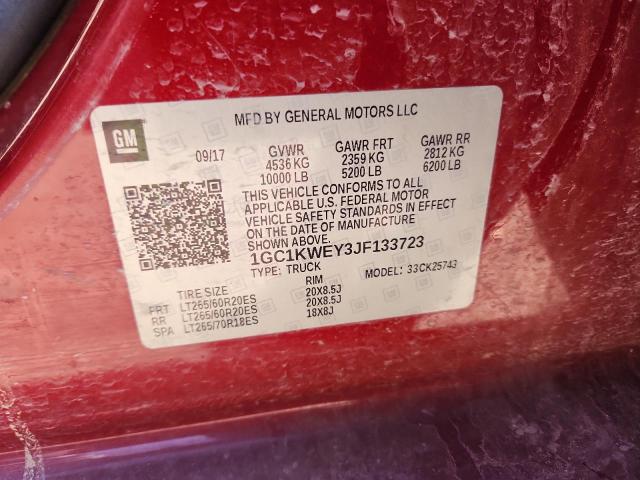 MFD BY GENERAL MOTORS LLC
GM
09/17 GVWR GAWR FRT GAWR RR
4536 KG 2359 KG 2812 KG
10000 LB 5200 LB 6200 LB
THIS VEHICLE CONFORMS TO ALL
APPLICABLE U.S. FEDERAL MOTOR
VEHICLE SAFETY STANDARDS IN EFFECT
ON THE DATE OF MANUFACTURE
SHOWN ABOVE.
1GC1KWEY3JF133723
TYPE: TRUCK MODEL: 33CK25743
TIRE SIZE RIM
FRT LT265/60R20ES 20X8.5J
RR LT265/60R20ES 20X8.5J
SPA LT265/70R18ES 18X8J